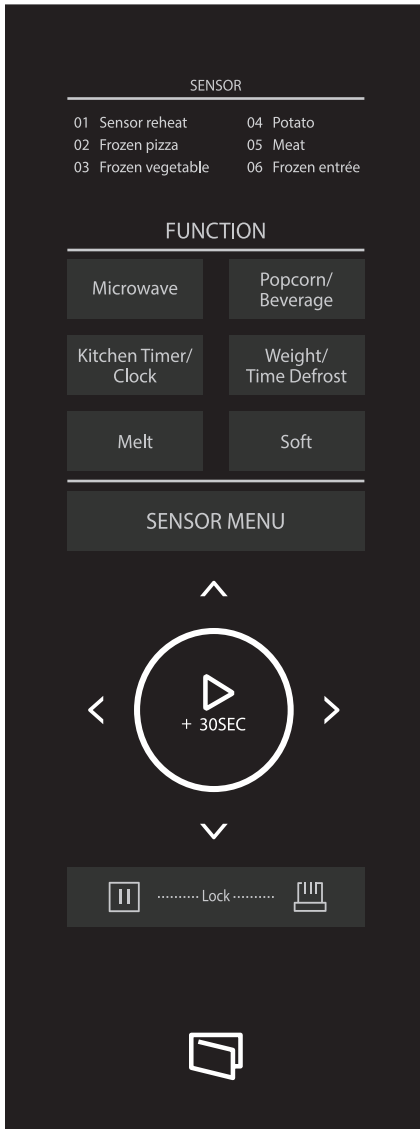 SENSOR
01 Sensor reheat 04 Potato
02 Frozen pizza 05 Meat
03 Frozen vegetable 06 Frozen entrée
FUNCTION
Microwave
Popcorn/
Beverage
Kitchen Timer/
Clock
Weight/
Time Defrost
Melt
Soft
SENSOR MENU
+ 30SEC
Lock